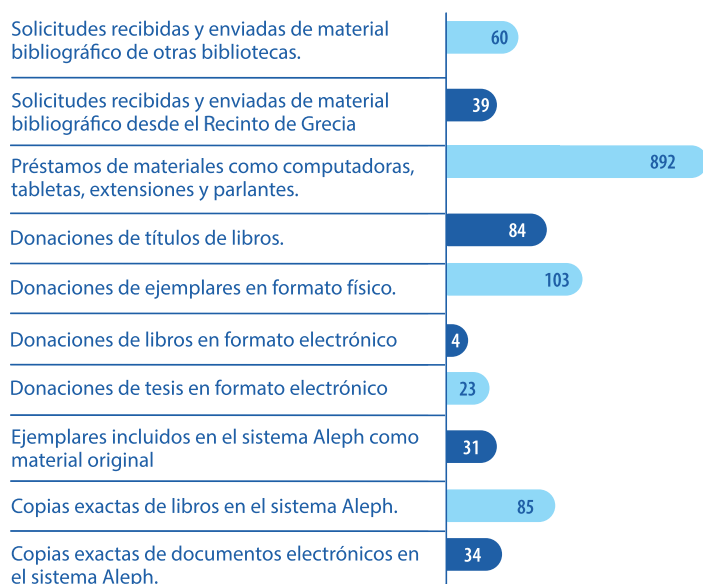 Solicitudes recibidas y enviadas de material
bibliográfico de otras bibliotecas.
60
Solicitudes recibidas y enviadas de material
bibliográfico desde el Recinto de Grecia
39
Préstamos de materiales como computadoras,
tabletas, extensiones y parlantes.
892
Donaciones de títulos de libros.
84
Donaciones de ejemplares en formato físico.
103
Donaciones de libros en formato electrónico
4
Donaciones de tesis en formato electrónico
23
Ejemplares incluidos en el sistema Aleph como
material original
31
Copias exactas de libros en el sistema Aleph.
85
Copias exactas de documentos electrónicos en
el sistema Aleph.
34